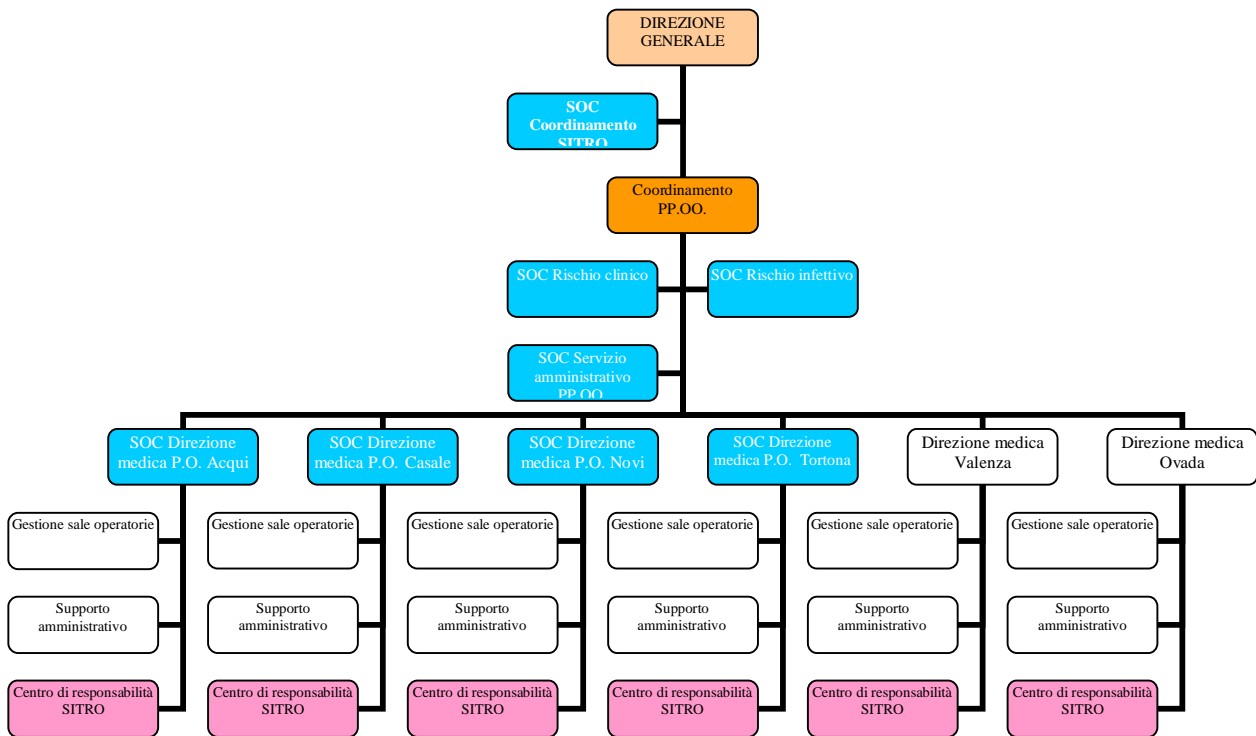 DIREZIONE
GENERALE
SOC
Coordinamento
SITRO
Coordinamento
PP.OO.
SOC Rischio clinico
SOC Rischio infettivo
SOC Servizio
amministrativo
PP.OO.
SOC Direzione
medica P.O. Acqui
SOC Direzione
medica P.O. Casale
SOC Direzione
medica P.O. Novi
SOC Direzione
medica P.O. Tortona
Direzione medica
Valenza
Direzione medica
Ovada
Gestione sale operatorie
Gestione sale operatorie
Gestione sale operatorie
Gestione sale operatorie
Gestione sale operatorie
Gestione sale operatorie
Supporto
amministrativo
Supporto
amministrativo
Supporto
amministrativo
Supporto
amministrativo
Supporto
amministrativo
Supporto
amministrativo
Centro di responsabilità
SITRO
Centro di responsabilità
SITRO
Centro di responsabilità
SITRO
Centro di responsabilità
SITRO
Centro di responsabilità
SITRO
Centro di responsabilità
SITRO